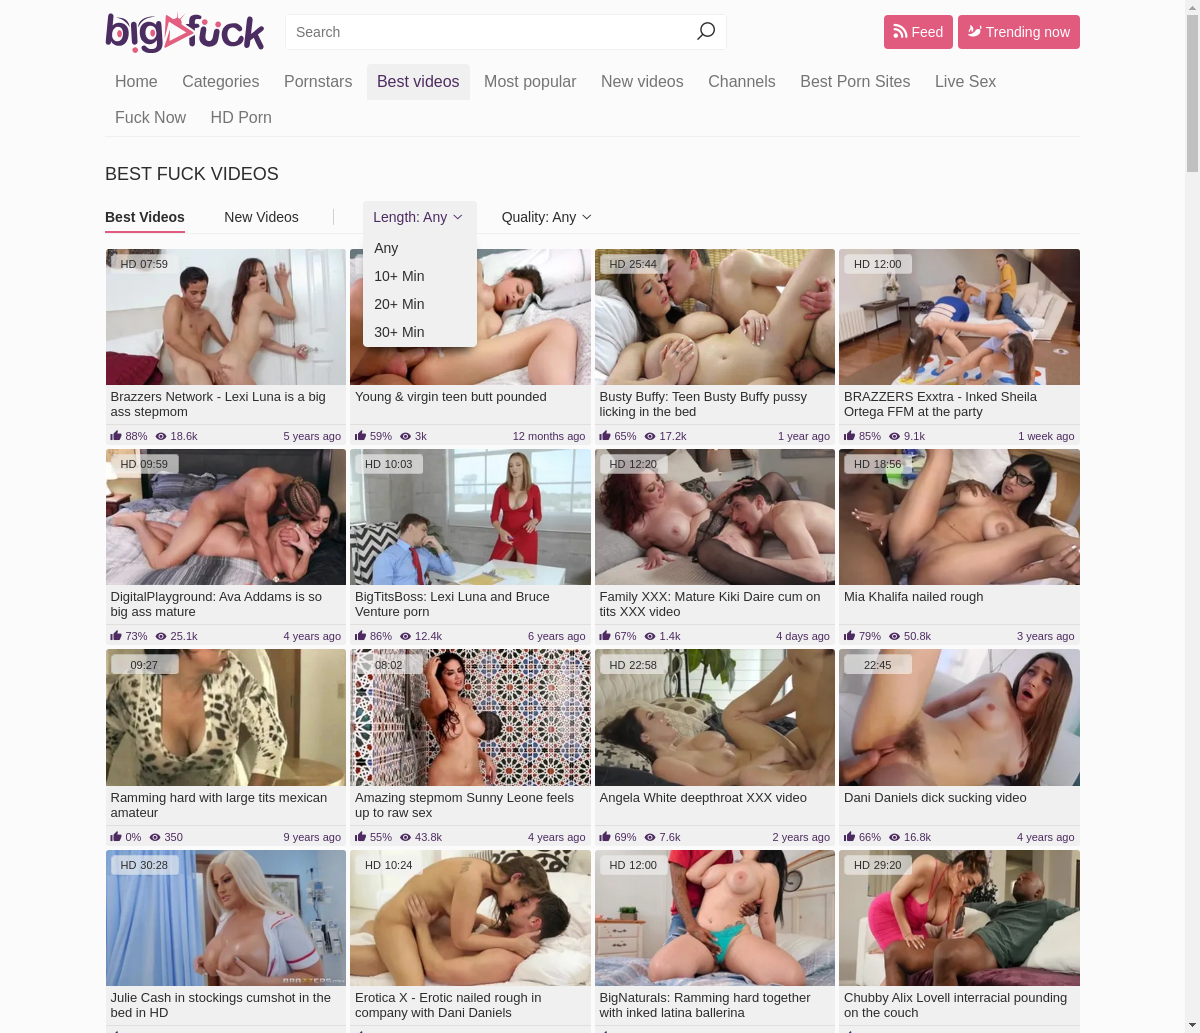 bigfuck
Search
Feed
Trending now
Home Categories Pornstars Best videos Most popular New videos Channels Best Porn Sites Live Sex
Fuck Now HD Porn
BEST FUCK VIDEOS
Best Videos New Videos Length: Any Quality: Any
Any
10+ Min
20+ Min
30+ Min
HD 07:59
HD 25:44
HD 12:00
Brazzers Network - Lexi Luna is a big
ass stepmom
Young & virgin teen butt pounded
Busty Buffy: Teen Busty Buffy pussy
licking in the bed
BRAZZERS Exxtra - Inked Sheila
Ortega FFM at the party
88% 18.6k 5 years ago
59% 3k 12 months ago
65% 17.2k 1 year ago
85% 9.1k 1 week ago
HD 09:59
HD 10:03
HD 12:20
HD 18:56
DigitalPlayground: Ava Addams is so
big ass mature
BigTitsBoss: Lexi Luna and Bruce
Venture porn
Family XXX: Mature Kiki Daire cum on
tits XXX video
Mia Khalifa nailed rough
73% 25.1k 4 years ago
86% 12.4k 6 years ago
67% 1.4k 4 days ago
79% 50.8k 3 years ago
09:27
08:02
HD 22:58
22:45
Ramming hard with large tits mexican
amateur
Amazing stepmom Sunny Leone feels
up to raw sex
Angela White deepthroat XXX video
Dani Daniels dick sucking video
0% 350 9 years ago
55% 43.8k 4 years ago
69% 7.6k 2 years ago
66% 16.8k 4 years ago
HD 30:28
HD 10:24
HD 12:00
HD 29:20
Julie Cash in stockings cumshot in the
bed in HD
Erotica X - Erotic nailed rough in
company with Dani Daniels
BigNaturals: Ramming hard together
with inked latina ballerina
Chubby Alix Lovell interracial pounding
on the couch